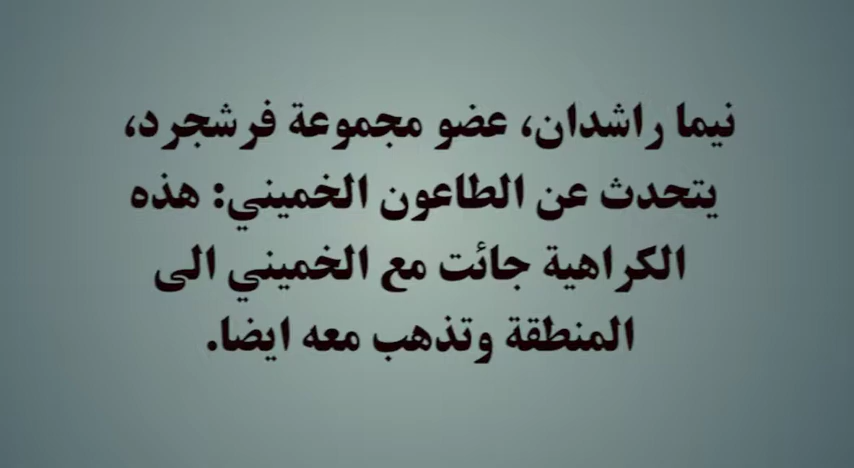 نيما راشدان، عضو مجموعة فرشجرد،
يتحدث عن الطاعون الخميني: هذه
الكراهية جائت مع الخميني الى
المنطقة وتذهب معه ايضا.